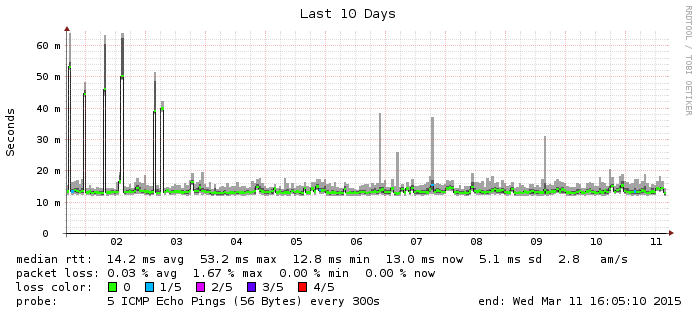 Last 10 Days
RRDTOOL / TOBI OETIKER
Seconds
60 m
50 m
40 m
30 m
20 m
10 m
0
02 03 04 05 06 07 08 09 10 11
median rtt: 14.2 ms avg 53.2 ms max 12.8 ms min 13.0 ms now 5.1 ms sd 2.8 am/s
packet loss: 0.03 % avg 1.67 % max 0.00 % min 0.00 % now
loss color: 0 1/5 2/5 3/5 4/5
probe: 5 ICMP Echo Pings (56 Bytes) every 300s end: Wed Mar 11 16:05:10 2015